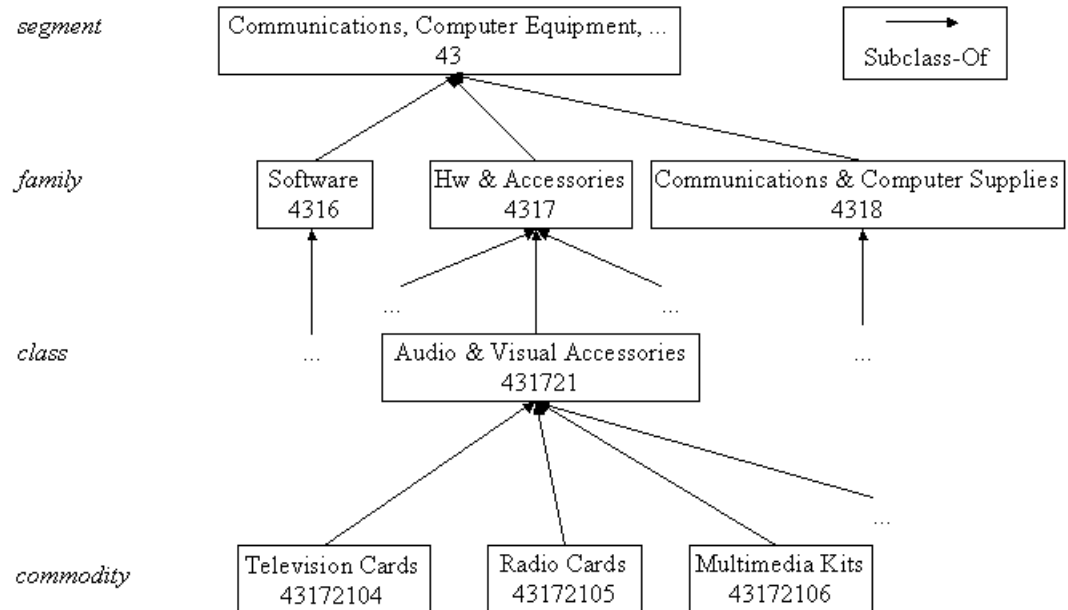 segment
Communications, Computer Equipment, ...
43
Subclass-Of
family
Software
4316
Hw & Accessories
4317
Communications & Computer Supplies
4318
...
...
class
...
Audio & Visual Accessories
431721
...
...
commodity
Television Cards
43172104
Radio Cards
43172105
Multimedia Kits
43172106